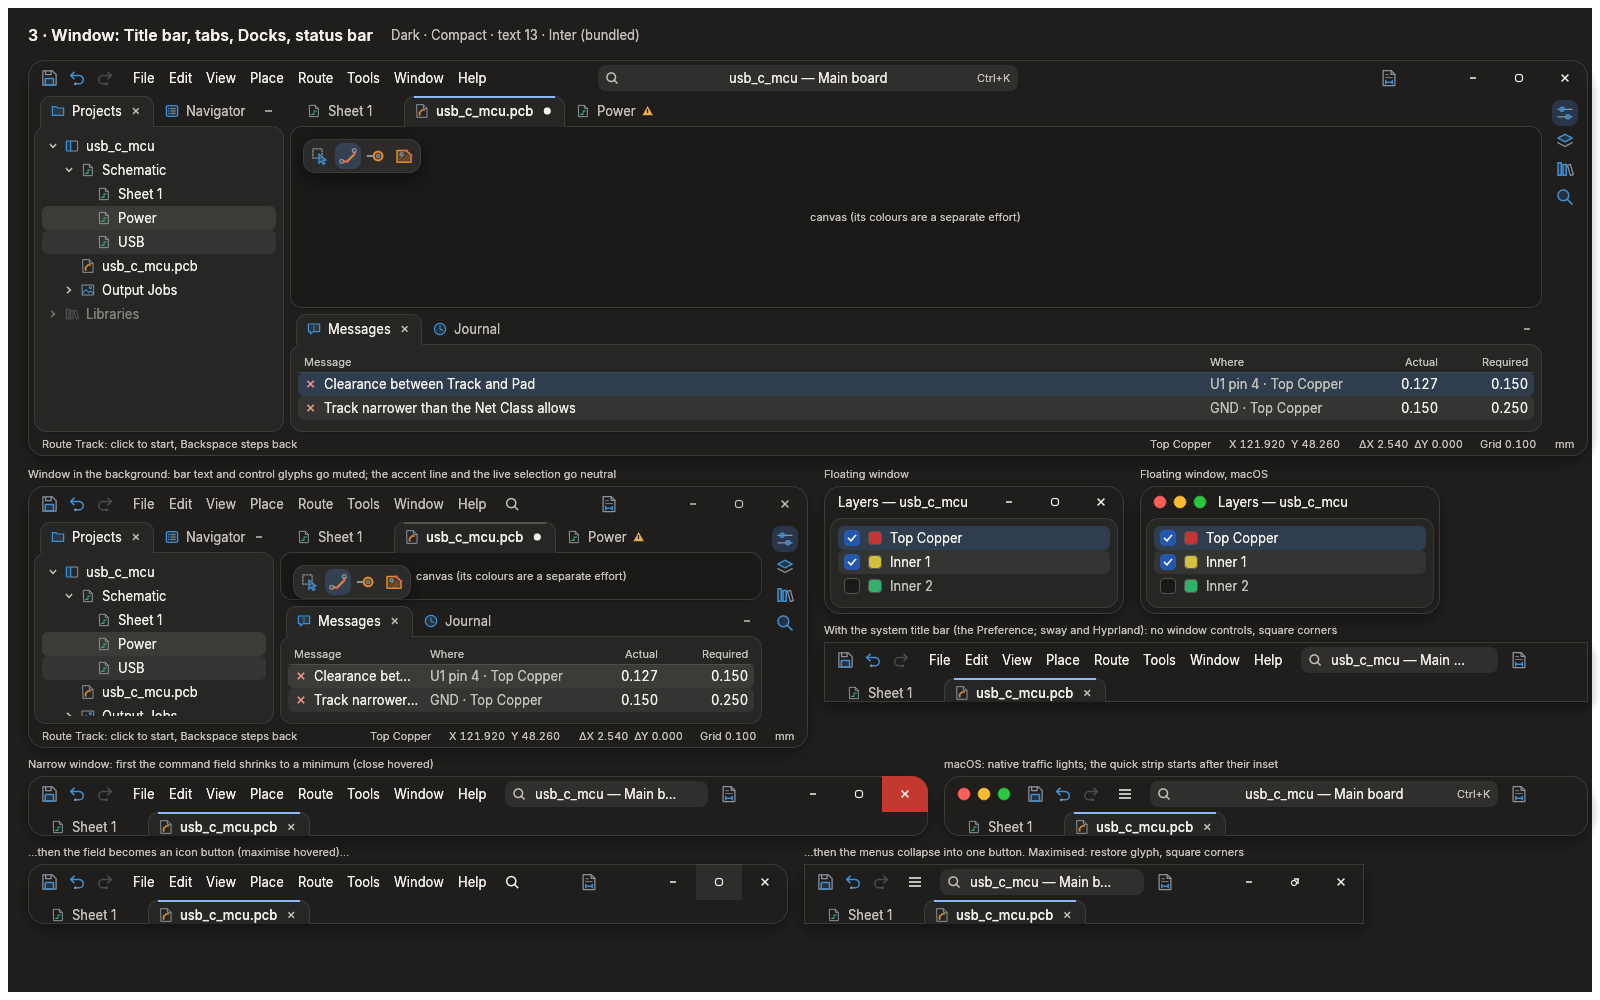 3 · Window: Title bar, tabs, Docks, status bar Dark · Compact · text 13 · Inter (bundled)
File Edit View Place Route Tools Window Help usb_c_mcu — Main board Ctrl+K
Projects Navigator Sheet 1 usb_c_mcu.pcb Power
usb_c_mcu
Schematic
Sheet 1
Power
USB
usb_c_mcu.pcb
Output Jobs
Libraries
canvas (its colours are a separate effort)
Messages Journal
Message Where Actual Required
Clearance between Track and Pad U1 pin 4 · Top Copper 0.127 0.150
Track narrower than the Net Class allows GND · Top Copper 0.150 0.250
Route Track: click to start, Backspace steps back Top Copper X 121.920 Y 48.260 ΔX 2.540 ΔY 0.000 Grid 0.100 mm
Window in the background: bar text and control glyphs go muted; the accent line and the live selection go neutral
File Edit View Place Route Tools Window Help
Projects Navigator Sheet 1 usb_c_mcu.pcb Power
usb_c_mcu
Schematic
Sheet 1
Power
USB
usb_c_mcu.pcb
Output Jobs
canvas (its colours are a separate effort)
Messages Journal
Message Where Actual Required
Clearance bet... U1 pin 4 · Top Copper 0.127 0.150
Track narrower... GND · Top Copper 0.150 0.250
Route Track: click to start, Backspace steps back Top Copper X 121.920 Y 48.260 ΔX 2.540 ΔY 0.000 Grid 0.100 mm
Floating window
Layers — usb_c_mcu
Top Copper
Inner 1
Inner 2
Floating window, macOS
Layers — usb_c_mcu
Top Copper
Inner 1
Inner 2
With the system title bar (the Preference; sway and Hyprland): no window controls, square corners
File Edit View Place Route Tools Window Help usb_c_mcu — Main ...
Sheet 1 usb_c_mcu.pcb
Narrow window: first the command field shrinks to a minimum (close hovered)
File Edit View Place Route Tools Window Help usb_c_mcu — Main b...
Sheet 1 usb_c_mcu.pcb
macOS: native traffic lights; the quick strip starts after their inset
usb_c_mcu — Main board Ctrl+K
Sheet 1 usb_c_mcu.pcb
...then the field becomes an icon button (maximise hovered)...
File Edit View Place Route Tools Window Help
Sheet 1 usb_c_mcu.pcb
...then the menus collapse into one button. Maximised: restore glyph, square corners
usb_c_mcu — Main b...
Sheet 1 usb_c_mcu.pcb